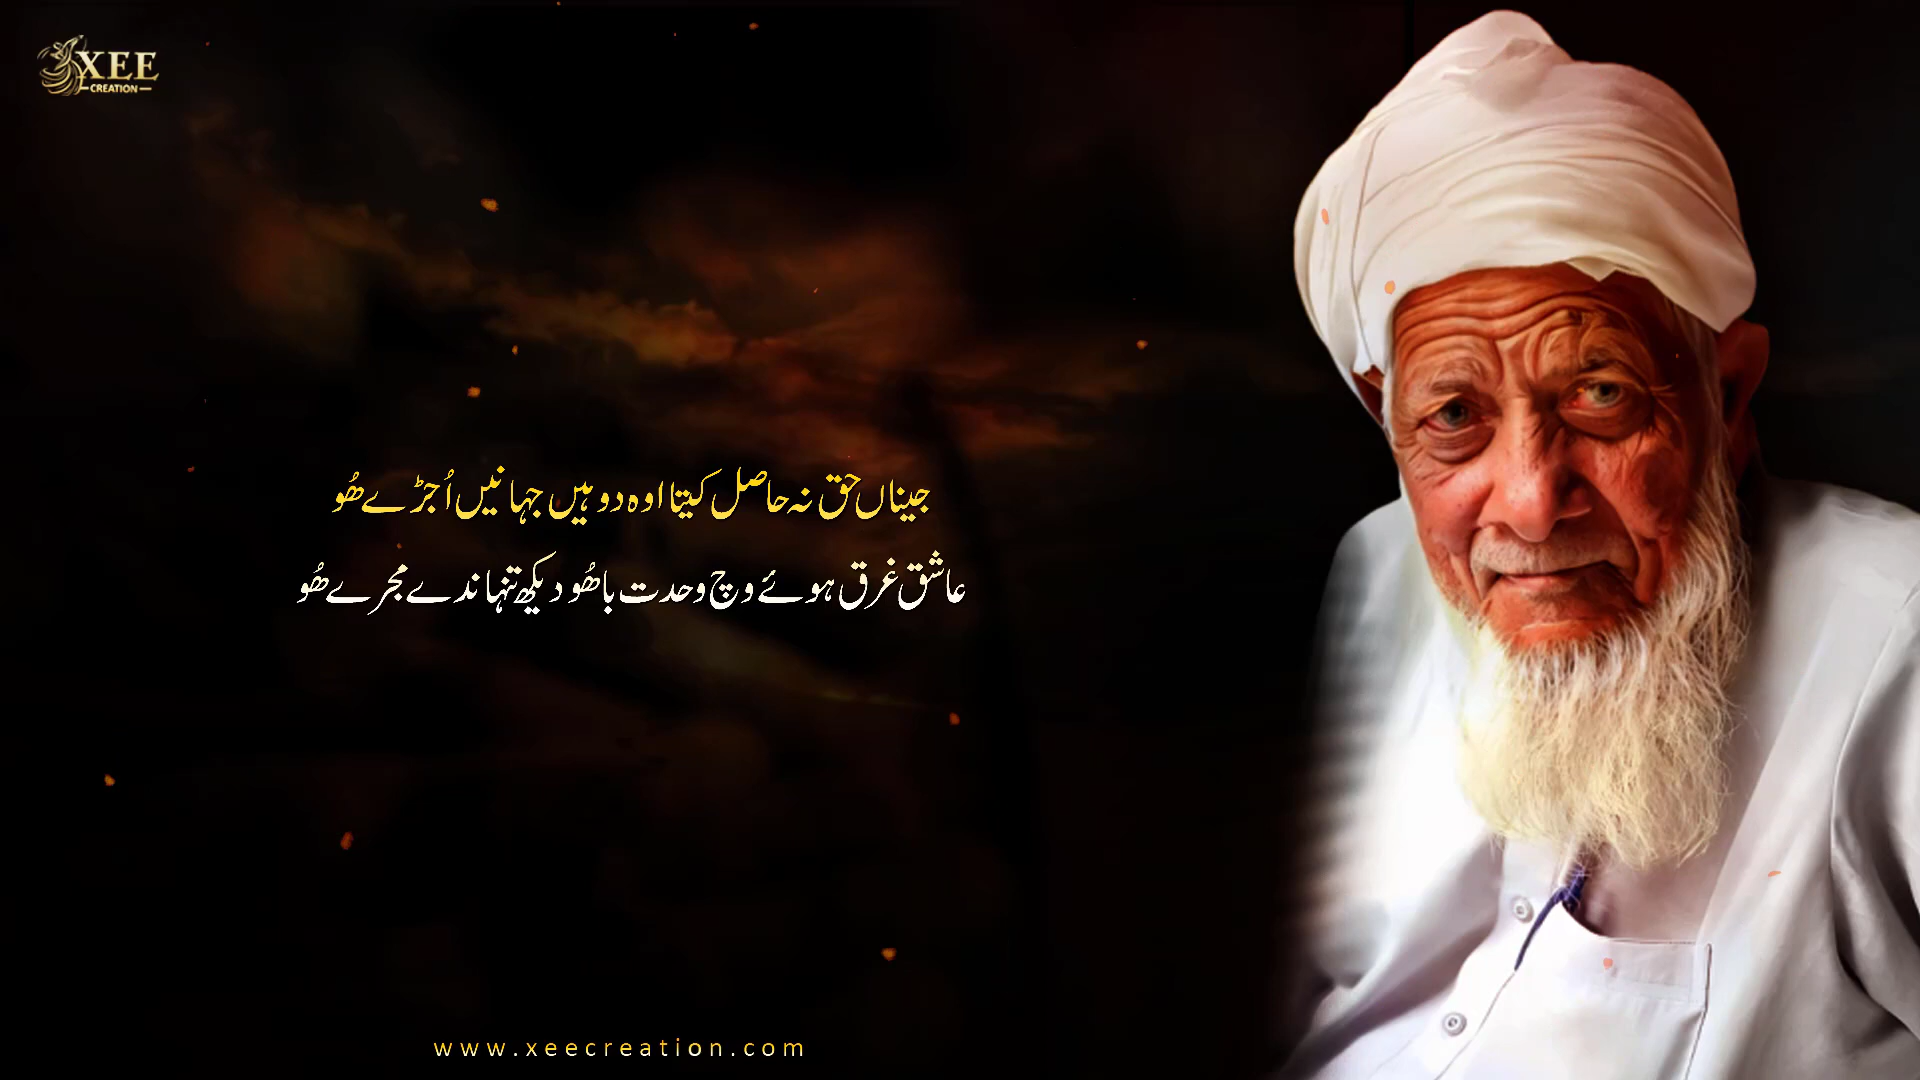 XEE
CREATION
جیناں حق نہ حاصل کیتا اوہ دوہیں جہانیں اُجڑے ھُو
عاشق غرق ہوئے وچ وحدت باھُو دیکھ تنہاندے مجرے ھُو
www.xeecreation.com